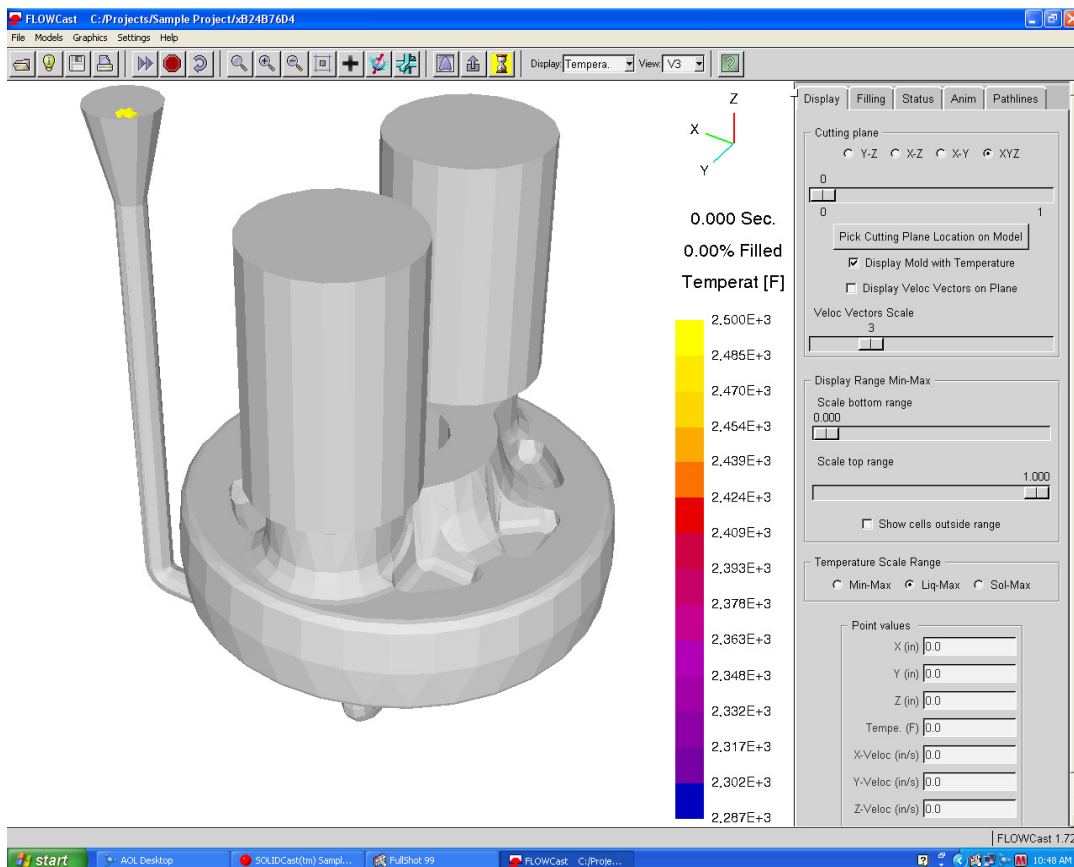 FLOWCast C:/Projects/Sample Project/xB24B76D4
File Models Graphics Settings Help
Display: Tempera. View: V3
Display Filling Status Anim Pathlines
Z
X
Y
0.000 Sec.
0.00% Filled
Temperat [F]
2.500E+3
2.485E+3
2.470E+3
2.454E+3
2.439E+3
2.424E+3
2.409E+3
2.393E+3
2.378E+3
2.363E+3
2.348E+3
2.332E+3
2.317E+3
2.302E+3
2.287E+3
Cutting plane
Y-Z X-Z X-Y XYZ
0
0 1
Pick Cutting Plane Location on Model
Display Mold with Temperature
Display Veloc Vectors on Plane
Veloc Vectors Scale
3
Display Range Min-Max
Scale bottom range
0.000
Scale top range
1.000
Show cells outside range
Temperature Scale Range
Min-Max Liq-Max Sol-Max
Point values
X (in) 0.0
Y (in) 0.0
Z (in) 0.0
Tempe. (F) 0.0
X-Veloc (in/s) 0.0
Y-Veloc (in/s) 0.0
Z-Veloc (in/s) 0.0
FLOWCast 1.72
start AOL Desktop SOLIDCast(tm) Sampl... FullShot 99 FLOWCast C:/Proje... 10:48 AM